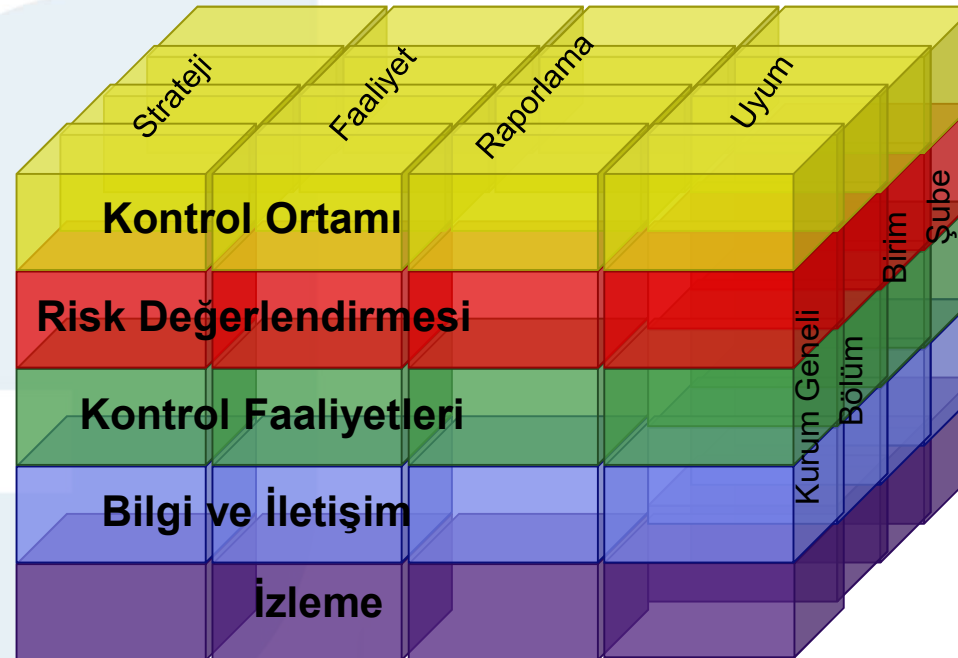 Strateji
Faaliyet
Raporlama
Uyum
Kontrol Ortamı
Risk Değerlendirmesi
Kontrol Faaliyetleri
Bilgi ve İletişim
İzleme
Kurum Geneli
Bölüm
Birim
Şube